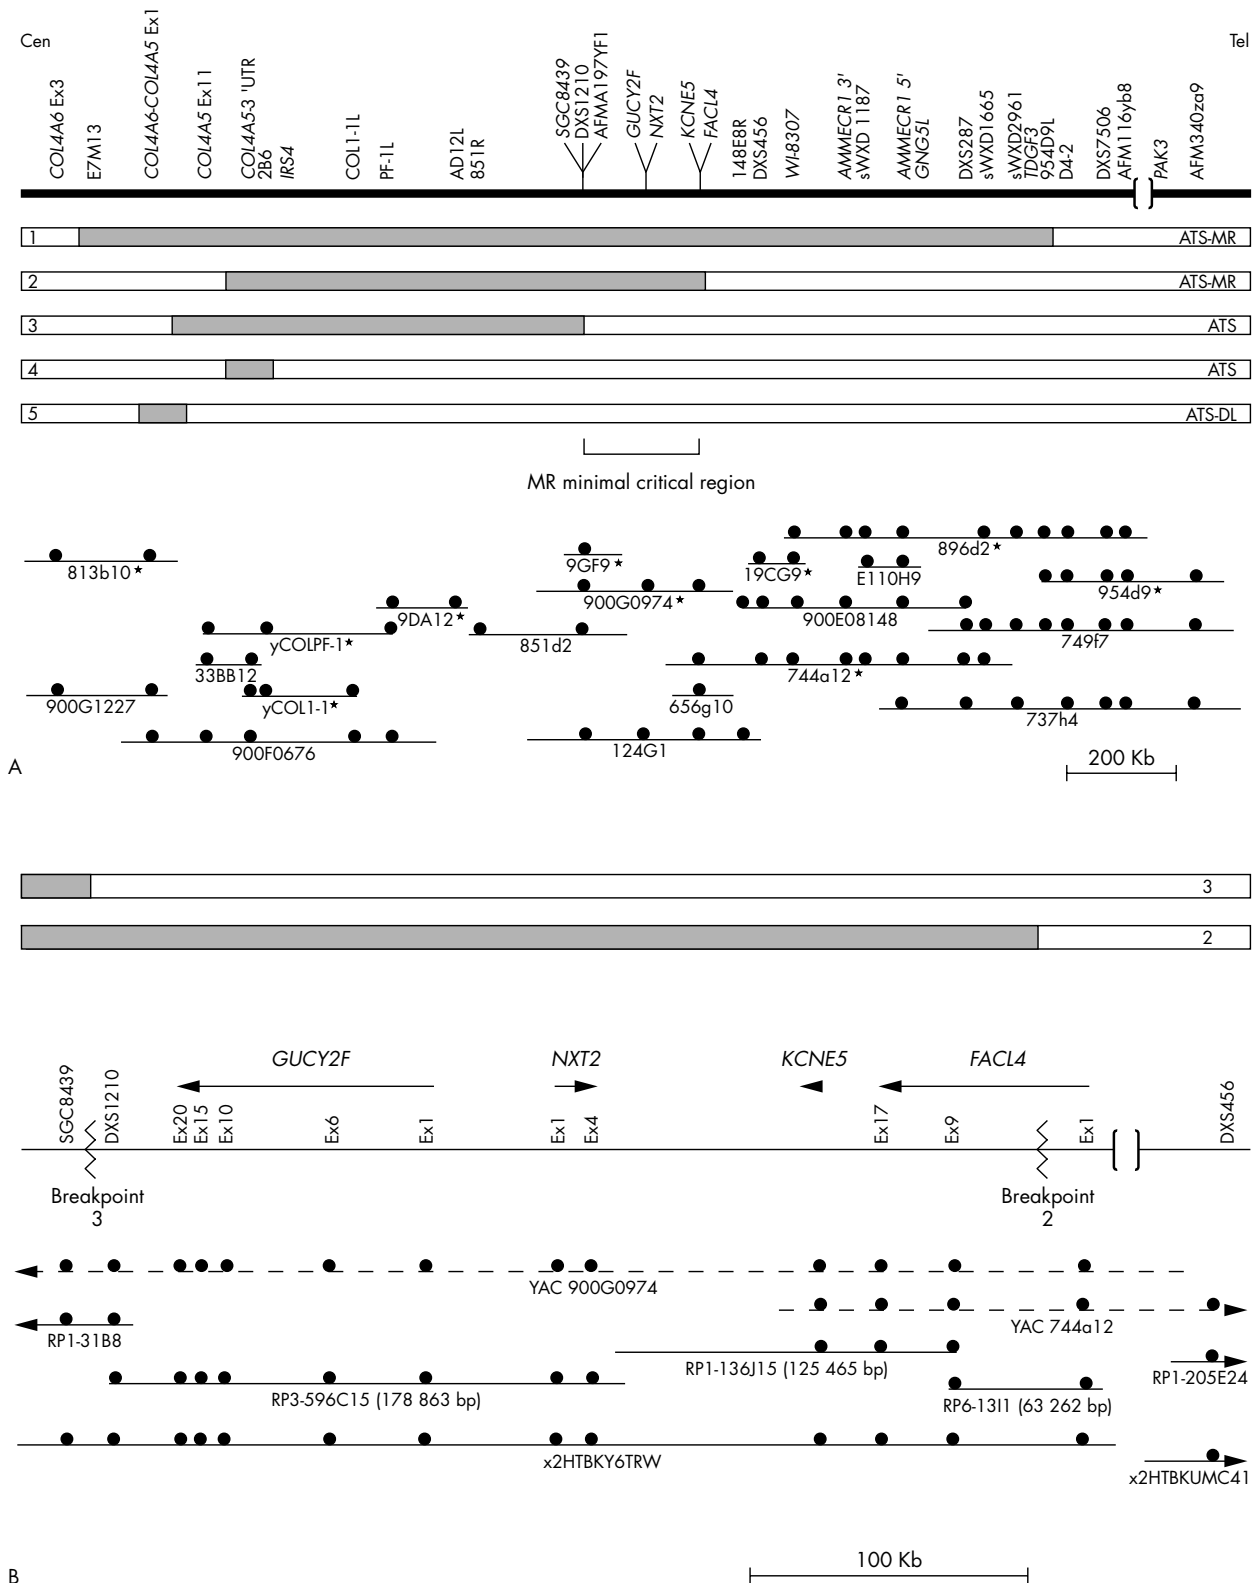 Cen
Tel
COL4A6 Ex3
E7M13
COL4A6-COL4A5 Ex1
COL4A5 Ex11
COL4A5-3 'UTR
2B6
IRS4
COL1-1L
PF-1L
AD12L
851R
SGC8439
DXS1210
AFMA197YF1
GUCY2F
NXT2
KCNE5
FACL4
148E8R
DXS456
WI-8307
AMMECR1 3'
sWXD 1187
AMMECR1 5'
GNG5L
DXS287
sWXD1665
sWXD2961
TDGF3
954D9L
D4-2
DXS7506
AFM116yb8
PAK3
AFM340za9
1 ATS-MR
2 ATS-MR
3 ATS
4 ATS
5 ATS-DL
MR minimal critical region
813b10★
9GF9★
896d2★
19CG9★
E110H9
900G0974★
954d9★
9DA12★
900E08148
yCOLPF-1★
851d2
749f7
33BB12
744a12★
900G1227
yCOL1-1★
656g10
737h4
900F0676
124G1
200 Kb
A
3
2
GUCY2F
NXT2
KCNE5
FACL4
SGC8439
DXS1210
Ex20
Ex15
Ex10
Ex6
Ex1
Ex1
Ex4
Ex17
Ex9
Ex1
DXS456
Breakpoint
3
Breakpoint
2
YAC 900G0974
YAC 744a12
RP1-31B8
RP1-136J15 (125 465 bp)
RP1-205E24
RP3-596C15 (178 863 bp)
RP6-13I1 (63 262 bp)
x2HTBKY6TRW
x2HTBKUMC41
100 Kb
B